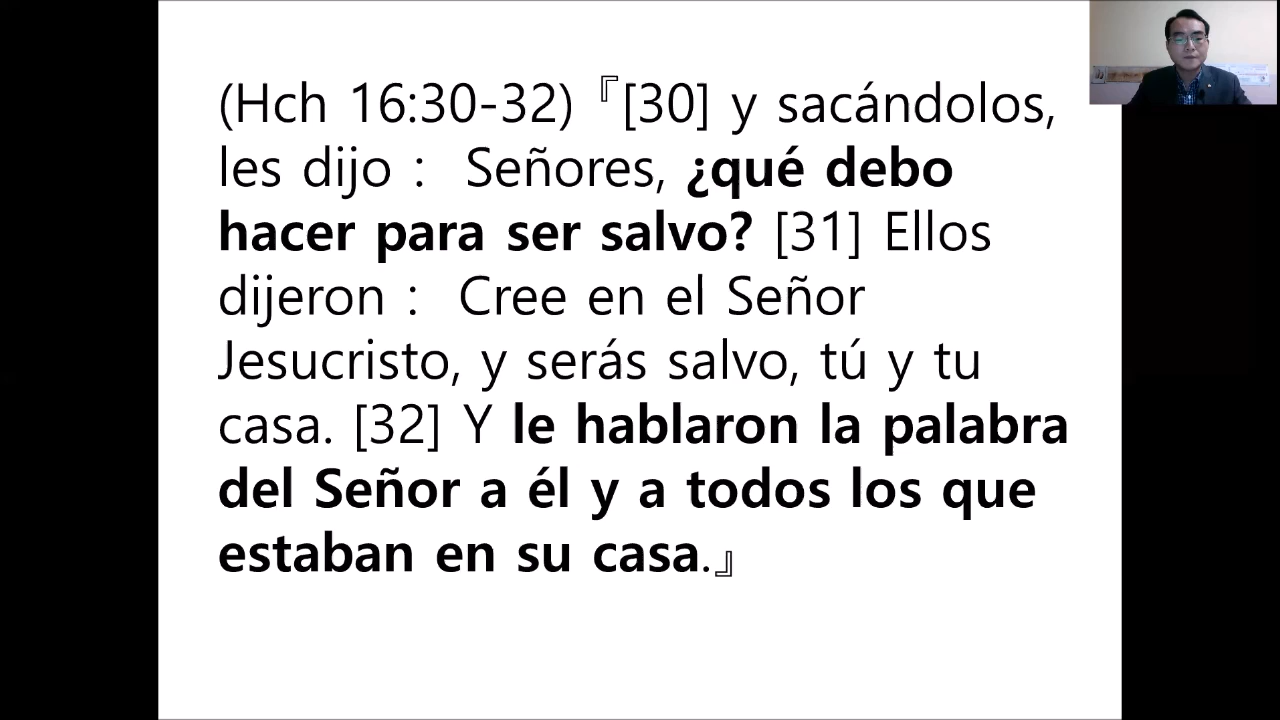 (Hch 16:30-32) 『[30] y sacándolos,
les dijo :  Señores, ¿qué debo
hacer para ser salvo? [31] Ellos
dijeron :  Cree en el Señor
Jesucristo, y serás salvo, tú y tu
casa. [32] Y le hablaron la palabra
del Señor a él y a todos los que
estaban en su casa.』